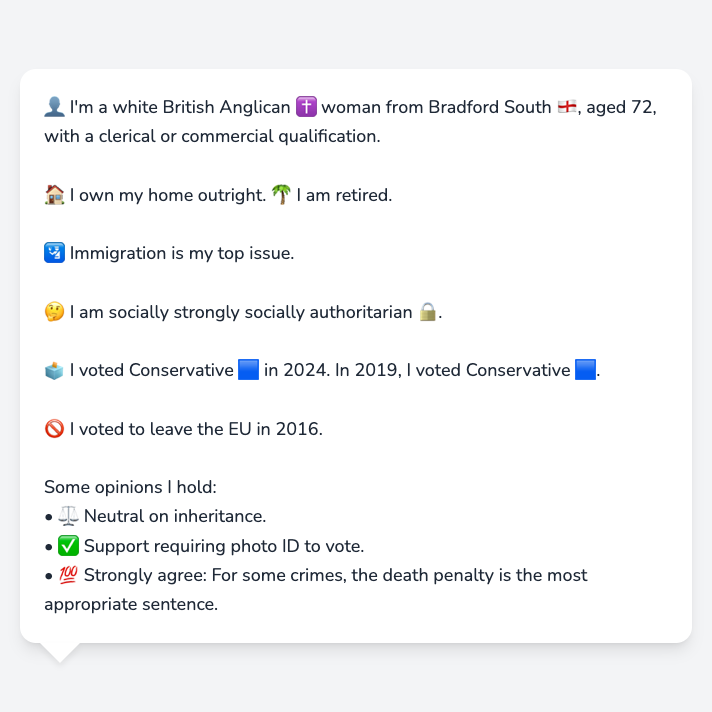 👤 I'm a white British Anglican ✝️ woman from Bradford South 🏴󠁧󠁢󠁥󠁮󠁧󠁿, aged 72,
with a clerical or commercial qualification.
🏠 I own my home outright. 🌴 I am retired.
🛂 Immigration is my top issue.
🤔 I am socially strongly socially authoritarian 🔒.
🗳️ I voted Conservative 🟦 in 2024. In 2019, I voted Conservative 🟦.
🚫 I voted to leave the EU in 2016.
Some opinions I hold:
• ⚖️ Neutral on inheritance.
• ✅ Support requiring photo ID to vote.
• 💯 Strongly agree: For some crimes, the death penalty is the most
appropriate sentence.